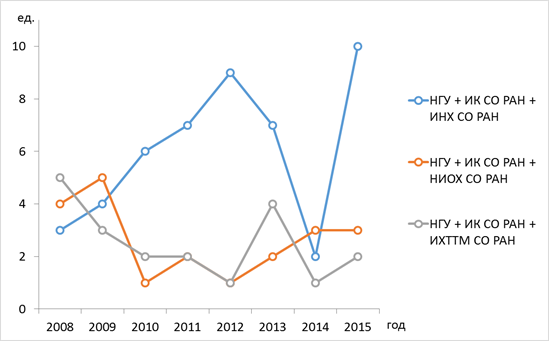 ед.
10
8
6
4
2
0
2008 2009 2010 2011 2012 2013 2014 2015 год
НГУ + ИК СО РАН +
ИНХ СО РАН
НГУ + ИК СО РАН +
НИОХ СО РАН
НГУ + ИК СО РАН +
ИХТТМ СО РАН